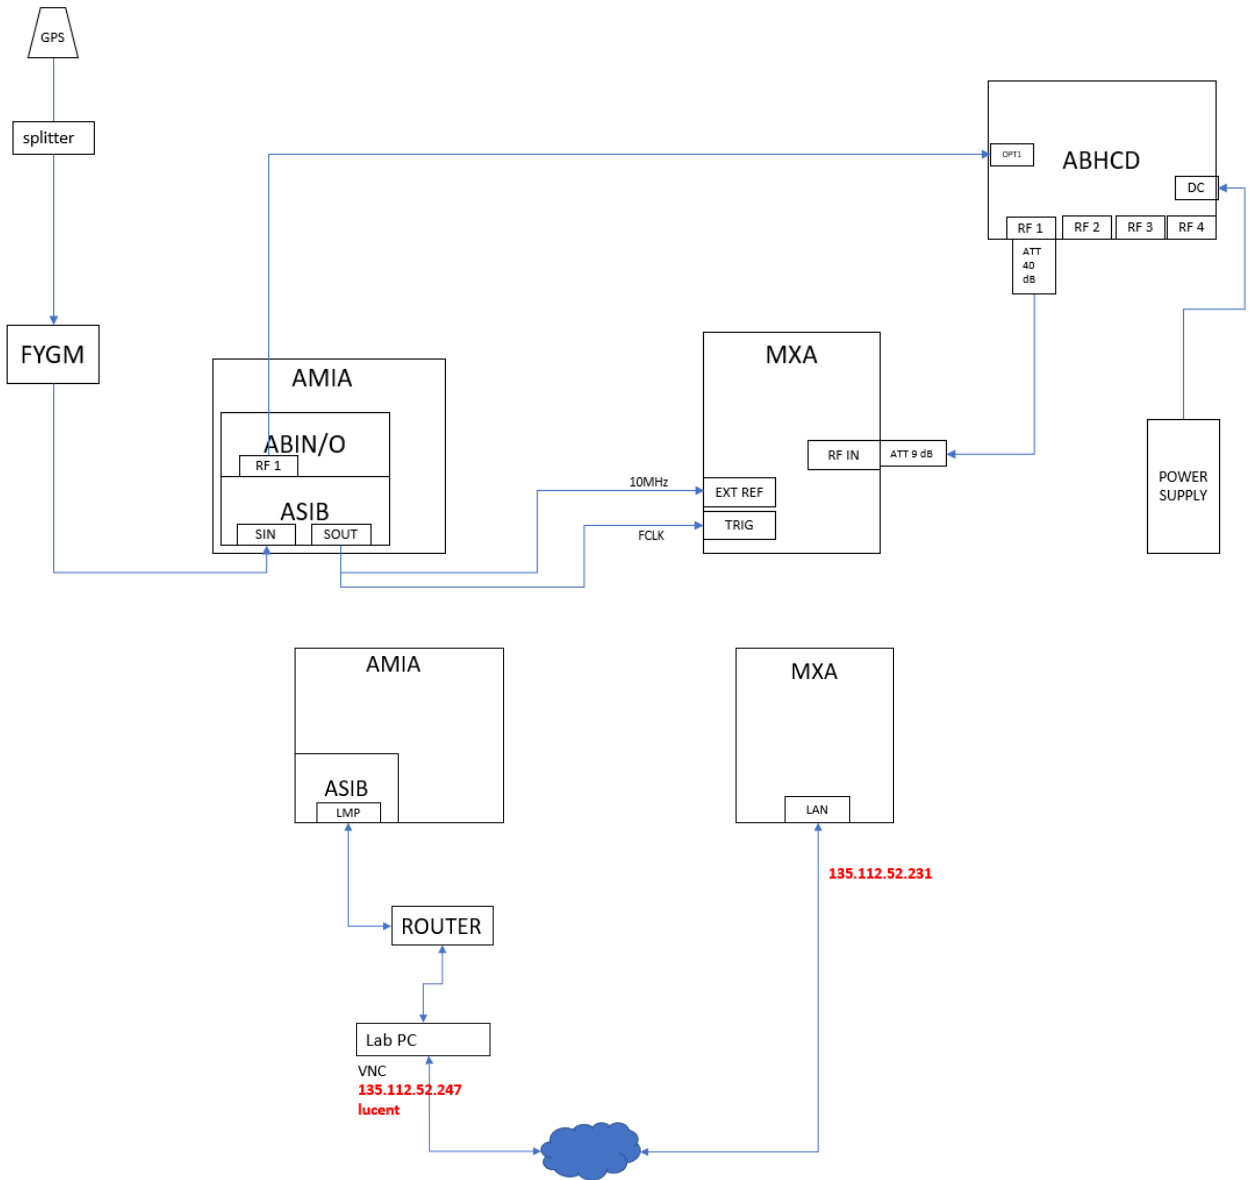 GPS
splitter
FYGM
AMIA
ABIN/O
RF 1
ASIB
SIN
SOUT
10MHz
FCLK
MXA
RF IN
ATT 9 dB
EXT REF
TRIG
ABHCD
OPT1
DC
RF 1
RF 2
RF 3
RF 4
ATT
40
dB
POWER
SUPPLY
AMIA
ASIB
LMP
ROUTER
Lab PC
VNC
135.112.52.247
lucent
MXA
LAN
135.112.52.231